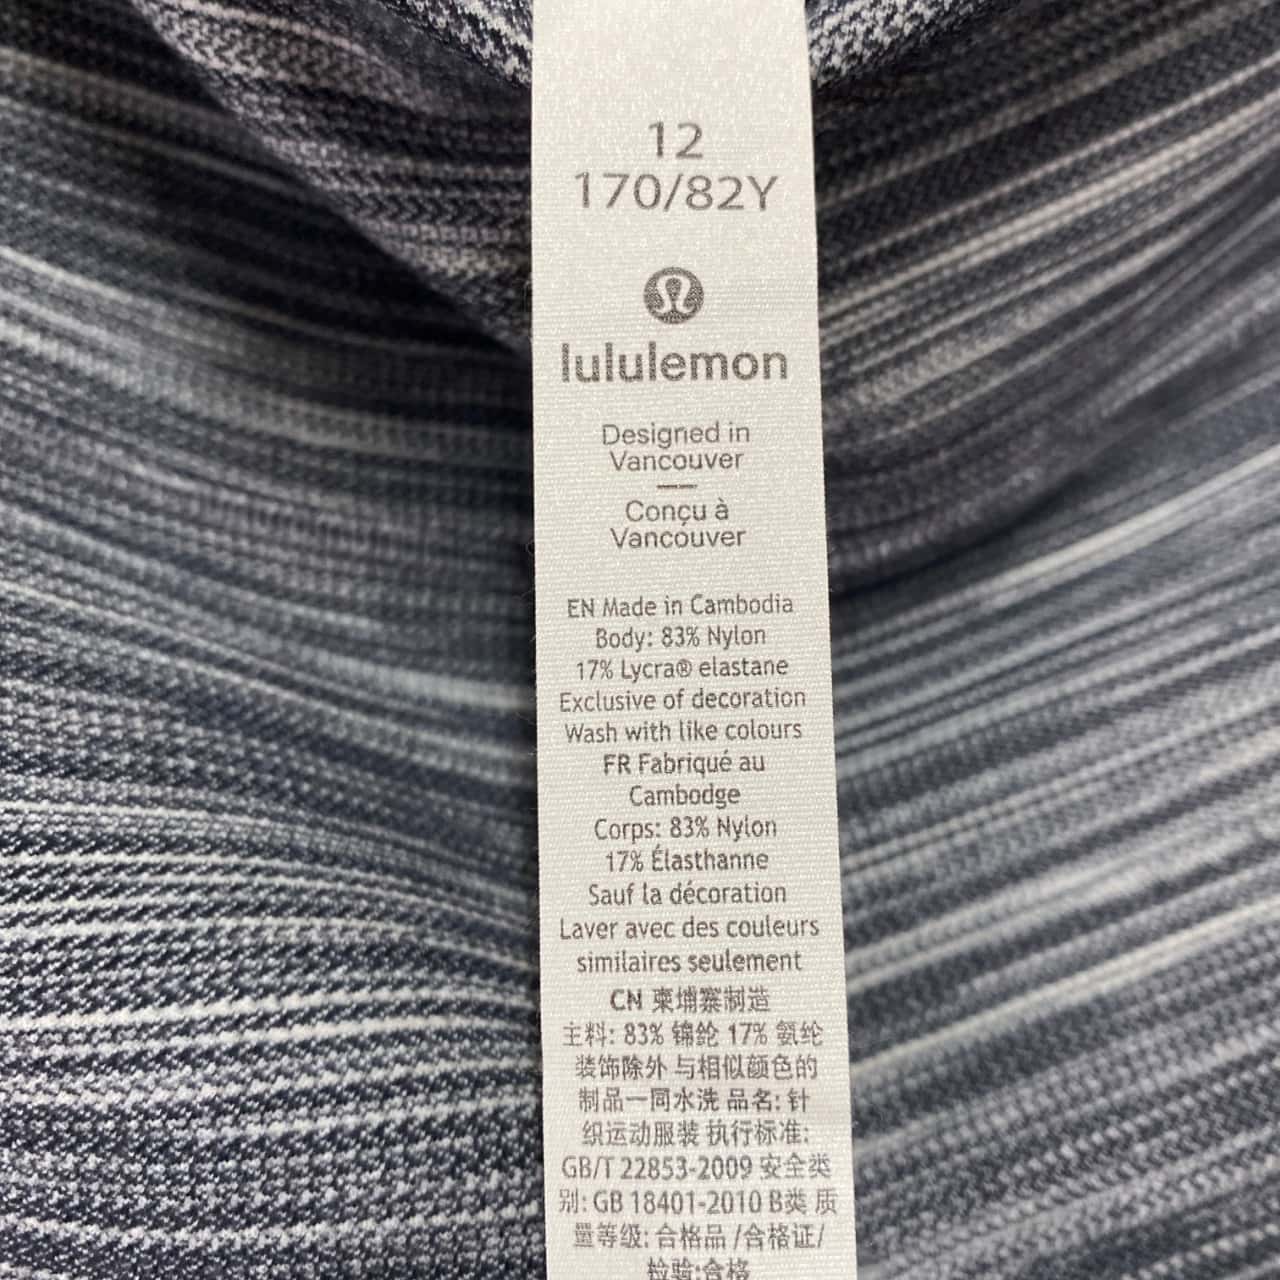 12
170/82Y
lululemon
Designed in
Vancouver
Conçu à
Vancouver
EN Made in Cambodia
Body: 83% Nylon
17% Lycra® elastane
Exclusive of decoration
Wash with like colours
FR Fabriqué au
Cambodge
Corps: 83% Nylon
17% Élasthanne
Sauf la décoration
Laver avec des couleurs
similaires seulement
CN 柬埔寨制造
主料: 83% 锦纶 17% 氨纶
装饰除外 与相似颜色的
制品一同水洗 品名: 针
织运动服装 执行标准:
GB/T 22853-2009 安全类
别: GB 18401-2010 B类 质
量等级: 合格品 /合格证/
检验:合格